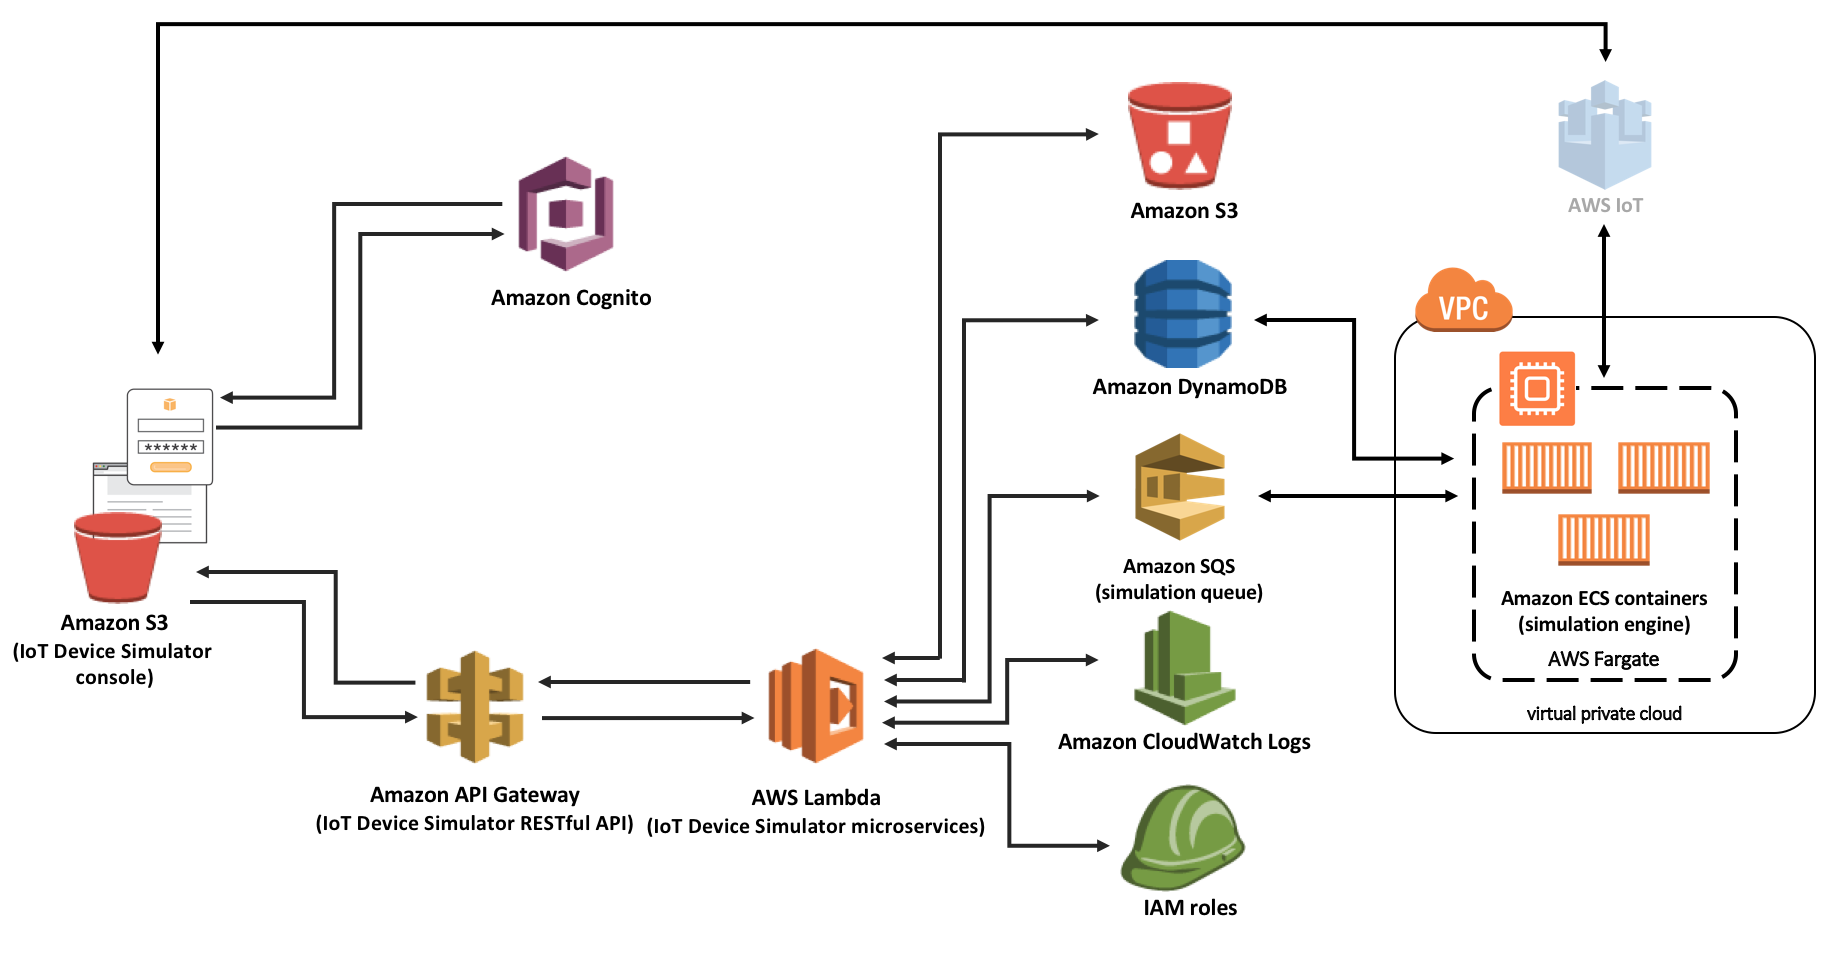 Amazon S3
AWS IoT
Amazon Cognito
VPC
Amazon DynamoDB
******
Amazon SQS
(simulation queue)
Amazon ECS containers
(simulation engine)
AWS Fargate
virtual private cloud
Amazon S3
(IoT Device Simulator
console)
Amazon CloudWatch Logs
Amazon API Gateway
(IoT Device Simulator RESTful API)
AWS Lambda
(IoT Device Simulator microservices)
IAM roles